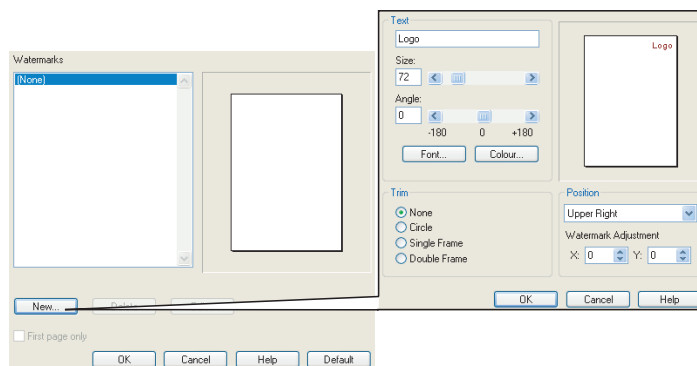 Watermarks
(None)
New...
Delete
First page only
OK Cancel Help Default
Text
Logo
Size:
72
Angle:
0
-180 0 +180
Font... Colour...
Logo
Trim
None
Circle
Single Frame
Double Frame
Position
Upper Right
Watermark Adjustment
X: 0 Y: 0
OK Cancel Help